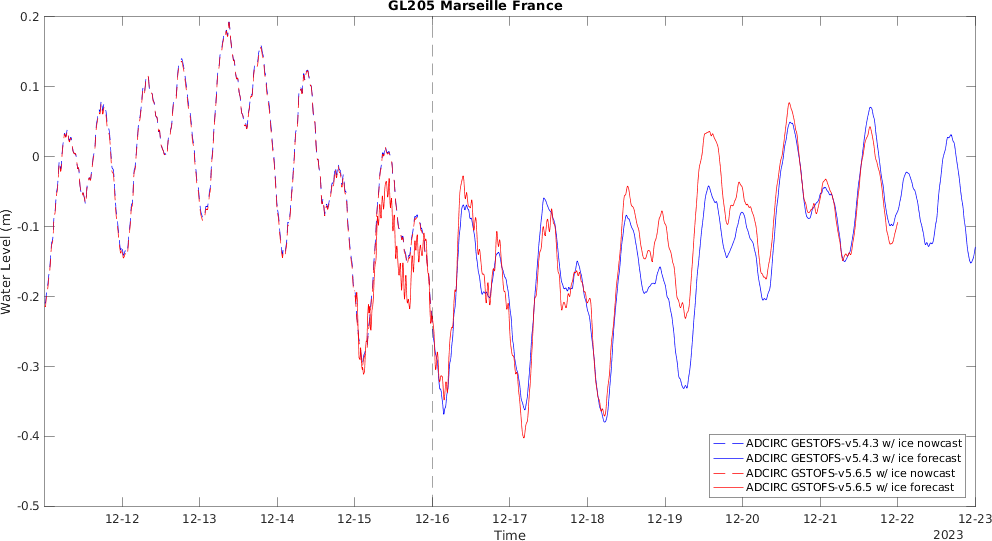 GL205 Marseille France
0.2
0.1
0
-0.1
-0.2
-0.3
-0.4
-0.5
Water Level (m)
ADCIRC GESTOFS-v5.4.3 w/ ice nowcast
ADCIRC GESTOFS-v5.4.3 w/ ice forecast
ADCIRC GSTOFS-v5.6.5 w/ ice nowcast
ADCIRC GSTOFS-v5.6.5 w/ ice forecast
12-12 12-13 12-14 12-15 12-16 12-17 12-18 12-19 12-20 12-21 12-22 12-23
Time
2023